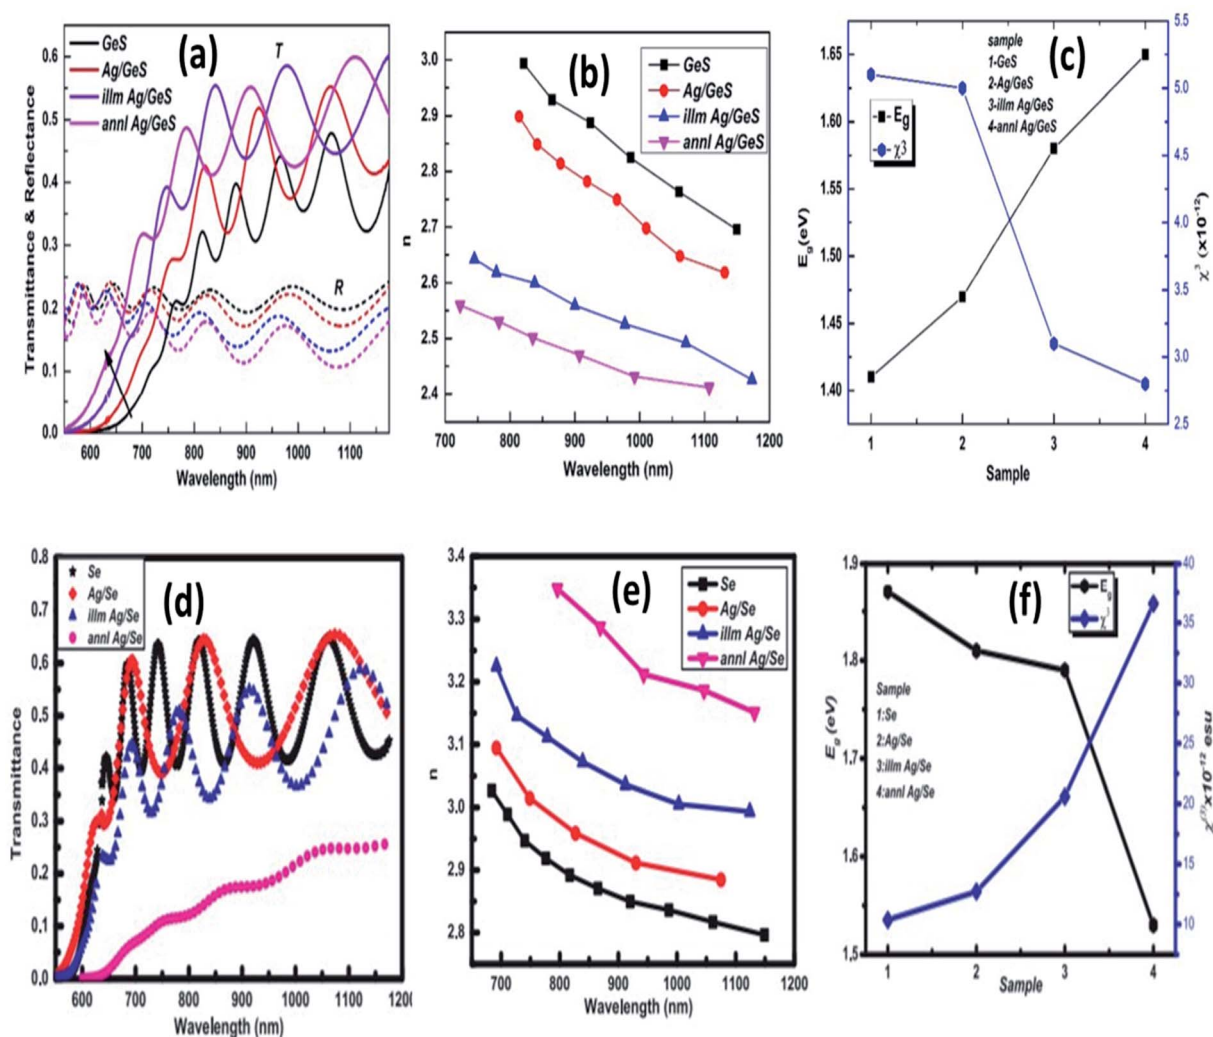 (a)
GeS
Ag/GeS
illm Ag/GeS
annl Ag/GeS
T
R
Transmittance & Reflectance
0.6
0.5
0.4
0.3
0.2
0.1
0.0
600 700 800 900 1000 1100
Wavelength (nm)
(b)
GeS
Ag/GeS
illm Ag/GeS
annl Ag/GeS
n
3.0
2.9
2.8
2.7
2.6
2.5
2.4
700 800 900 1000 1100 1200
Wavelength (nm)
(c)
sample
1-GeS
2-Ag/GeS
3-illm Ag/GeS
4-annl Ag/GeS
Eg
χ3
Eg(eV)
1.65
1.60
1.55
1.50
1.45
1.40
5.5
5.0
4.5
4.0
3.5
3.0
2.5
χ³ (x10⁻¹²)
1 2 3 4
Sample
(d)
Se
Ag/Se
illm Ag/Se
annl Ag/Se
Transmittance
0.8
0.7
0.6
0.5
0.4
0.3
0.2
0.1
0.0
600 700 800 900 1000 1100 1200
Wavelength (nm)
(e)
Se
Ag/Se
illm Ag/Se
annl Ag/Se
n
3.4
3.3
3.2
3.1
3.0
2.9
2.8
700 800 900 1000 1100 1200
Wavelength (nm)
(f)
Eg
χ³
Sample
1:Se
2:Ag/Se
3:illm Ag/Se
4:annl Ag/Se
Eg (eV)
1.9
1.8
1.7
1.6
1.5
40
35
30
25
20
15
10
χ⁽³⁾x10⁻¹² esu
1 2 3 4
Sample